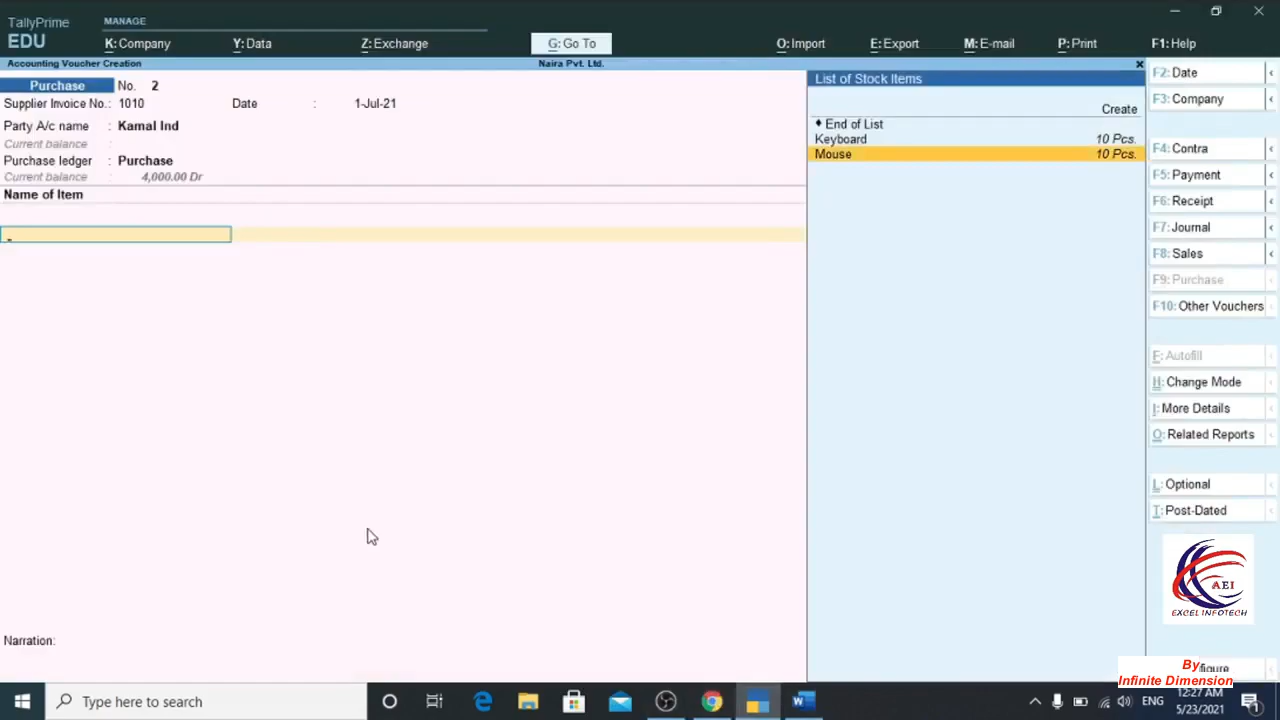 TallyPrime
EDU
MANAGE
K: Company
Y: Data
Z: Exchange
G: Go To
O: Import
E: Export
M: E-mail
P: Print
F1: Help
Accounting Voucher Creation
Naira Pvt. Ltd.
Purchase No. 2
Supplier Invoice No.: 1010 Date : 1-Jul-21
Party A/c name : Kamal Ind
Current balance :
Purchase ledger : Purchase
Current balance : 4,000.00 Dr
Name of Item
Narration:
List of Stock Items
Create
♦ End of List
Keyboard 10 Pcs.
Mouse 10 Pcs.
F2: Date
F3: Company
F4: Contra
F5: Payment
F6: Receipt
F7: Journal
F8: Sales
F9: Purchase
F10: Other Vouchers
F: Autofill
H: Change Mode
I: More Details
O: Related Reports
L: Optional
T: Post-Dated
AEI
EXCEL INFOTECH
By
Infinite Dimension
Type here to search
ENG
12:27 AM
5/23/2021
1